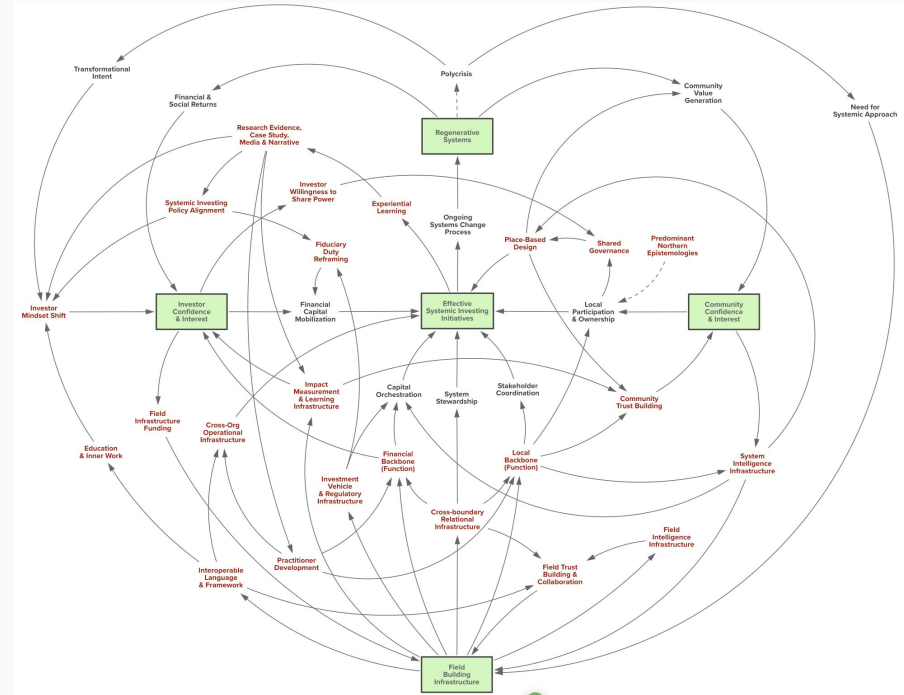 Polycrisis
Transformational
Intent
Financial &
Social Returns
Community
Value
Generation
Need for
Systemic Approach
Research Evidence,
Case Study,
Media & Narrative
Regenerative
Systems
Investor
Willingness to
Share Power
Systemic Investing
Policy Alignment
Experiential
Learning
Ongoing
Systems Change
Process
Fiduciary
Duty
Reframing
Place-Based
Design
Shared
Governance
Predominant
Northern
Epistemologies
Investor
Mindset Shift
Investor
Confidence
& Interest
Financial
Capital
Mobilization
Effective
Systemic Investing
Initiatives
Local
Participation
& Ownership
Community
Confidence
& Interest
Impact
Measurement
& Learning
Infrastructure
Capital
Orchestration
System
Stewardship
Stakeholder
Coordination
Community
Trust Building
Field
Infrastructure
Funding
Cross-Org
Operational
Infrastructure
Education
& Inner Work
Financial
Backbone
(Function)
Local
Backbone
(Function)
System
Intelligence
Infrastructure
Investment
Vehicle
& Regulatory
Infrastructure
Cross-boundary
Relational
Infrastructure
Field
Intelligence
Infrastructure
Interoperable
Language
& Framework
Practitioner
Development
Field Trust
Building &
Collaboration
Field
Building
Infrastructure